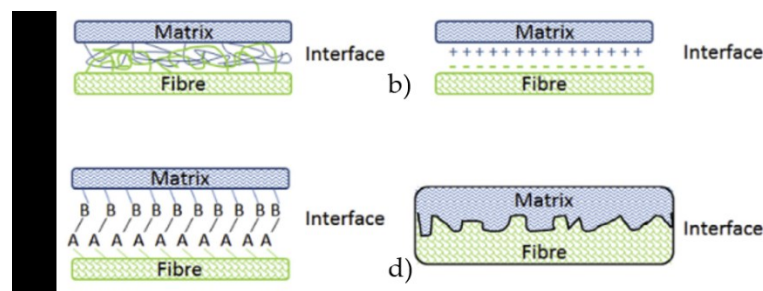 Matrix
Interface
Fibre
b)
Matrix
Interface
Fibre
Matrix
B B B B B B B B B B
Interface
A A A A A A A A A A
Fibre
d)
Matrix
Interface
Fibre